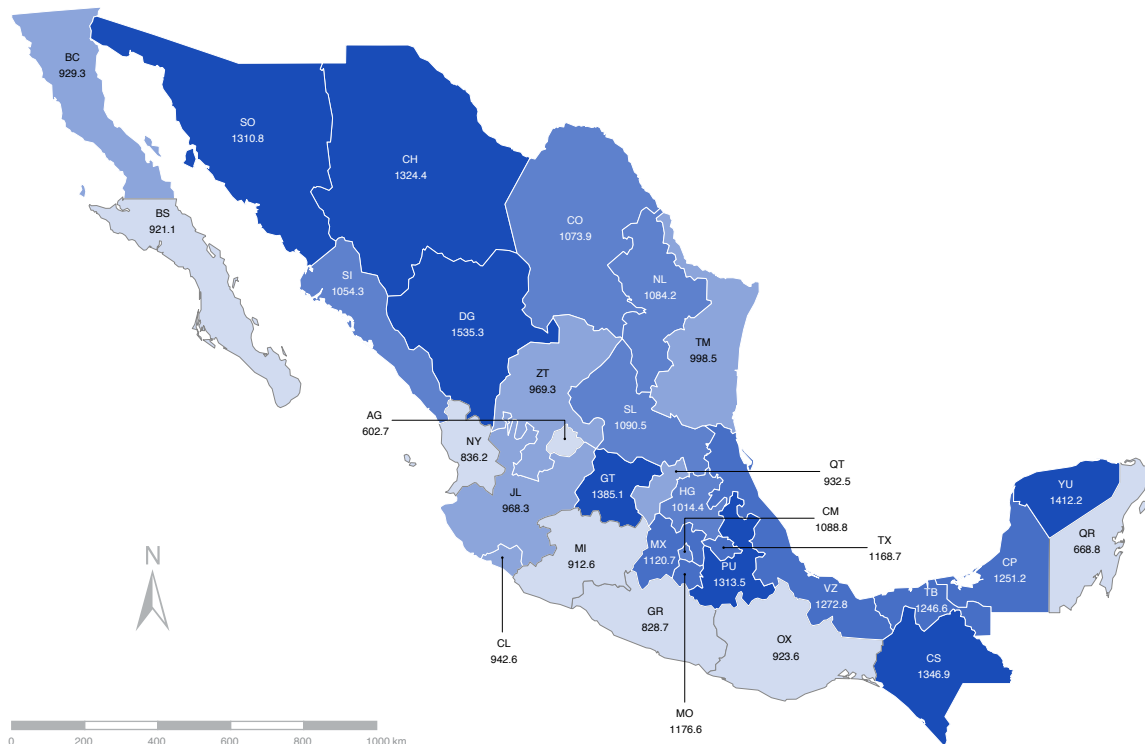 BC
929.3
SO
1310.8
CH
1324.4
BS
921.1
CO
1073.9
SI
1054.3
NL
1084.2
DG
1535.3
TM
998.5
ZT
969.3
AG
602.7
SL
1090.5
NY
836.2
QT
932.5
GT
1385.1
YU
1412.2
JL
968.3
HG
1014.4
CM
1088.8
TX
1168.7
QR
668.8
MX
1120.7
MI
912.6
PU
1313.5
CP
1251.2
VZ
1272.8
TB
1246.6
N
GR
828.7
CL
942.6
OX
923.6
CS
1346.9
MO
1176.6
0 200 400 600 800 1000 km